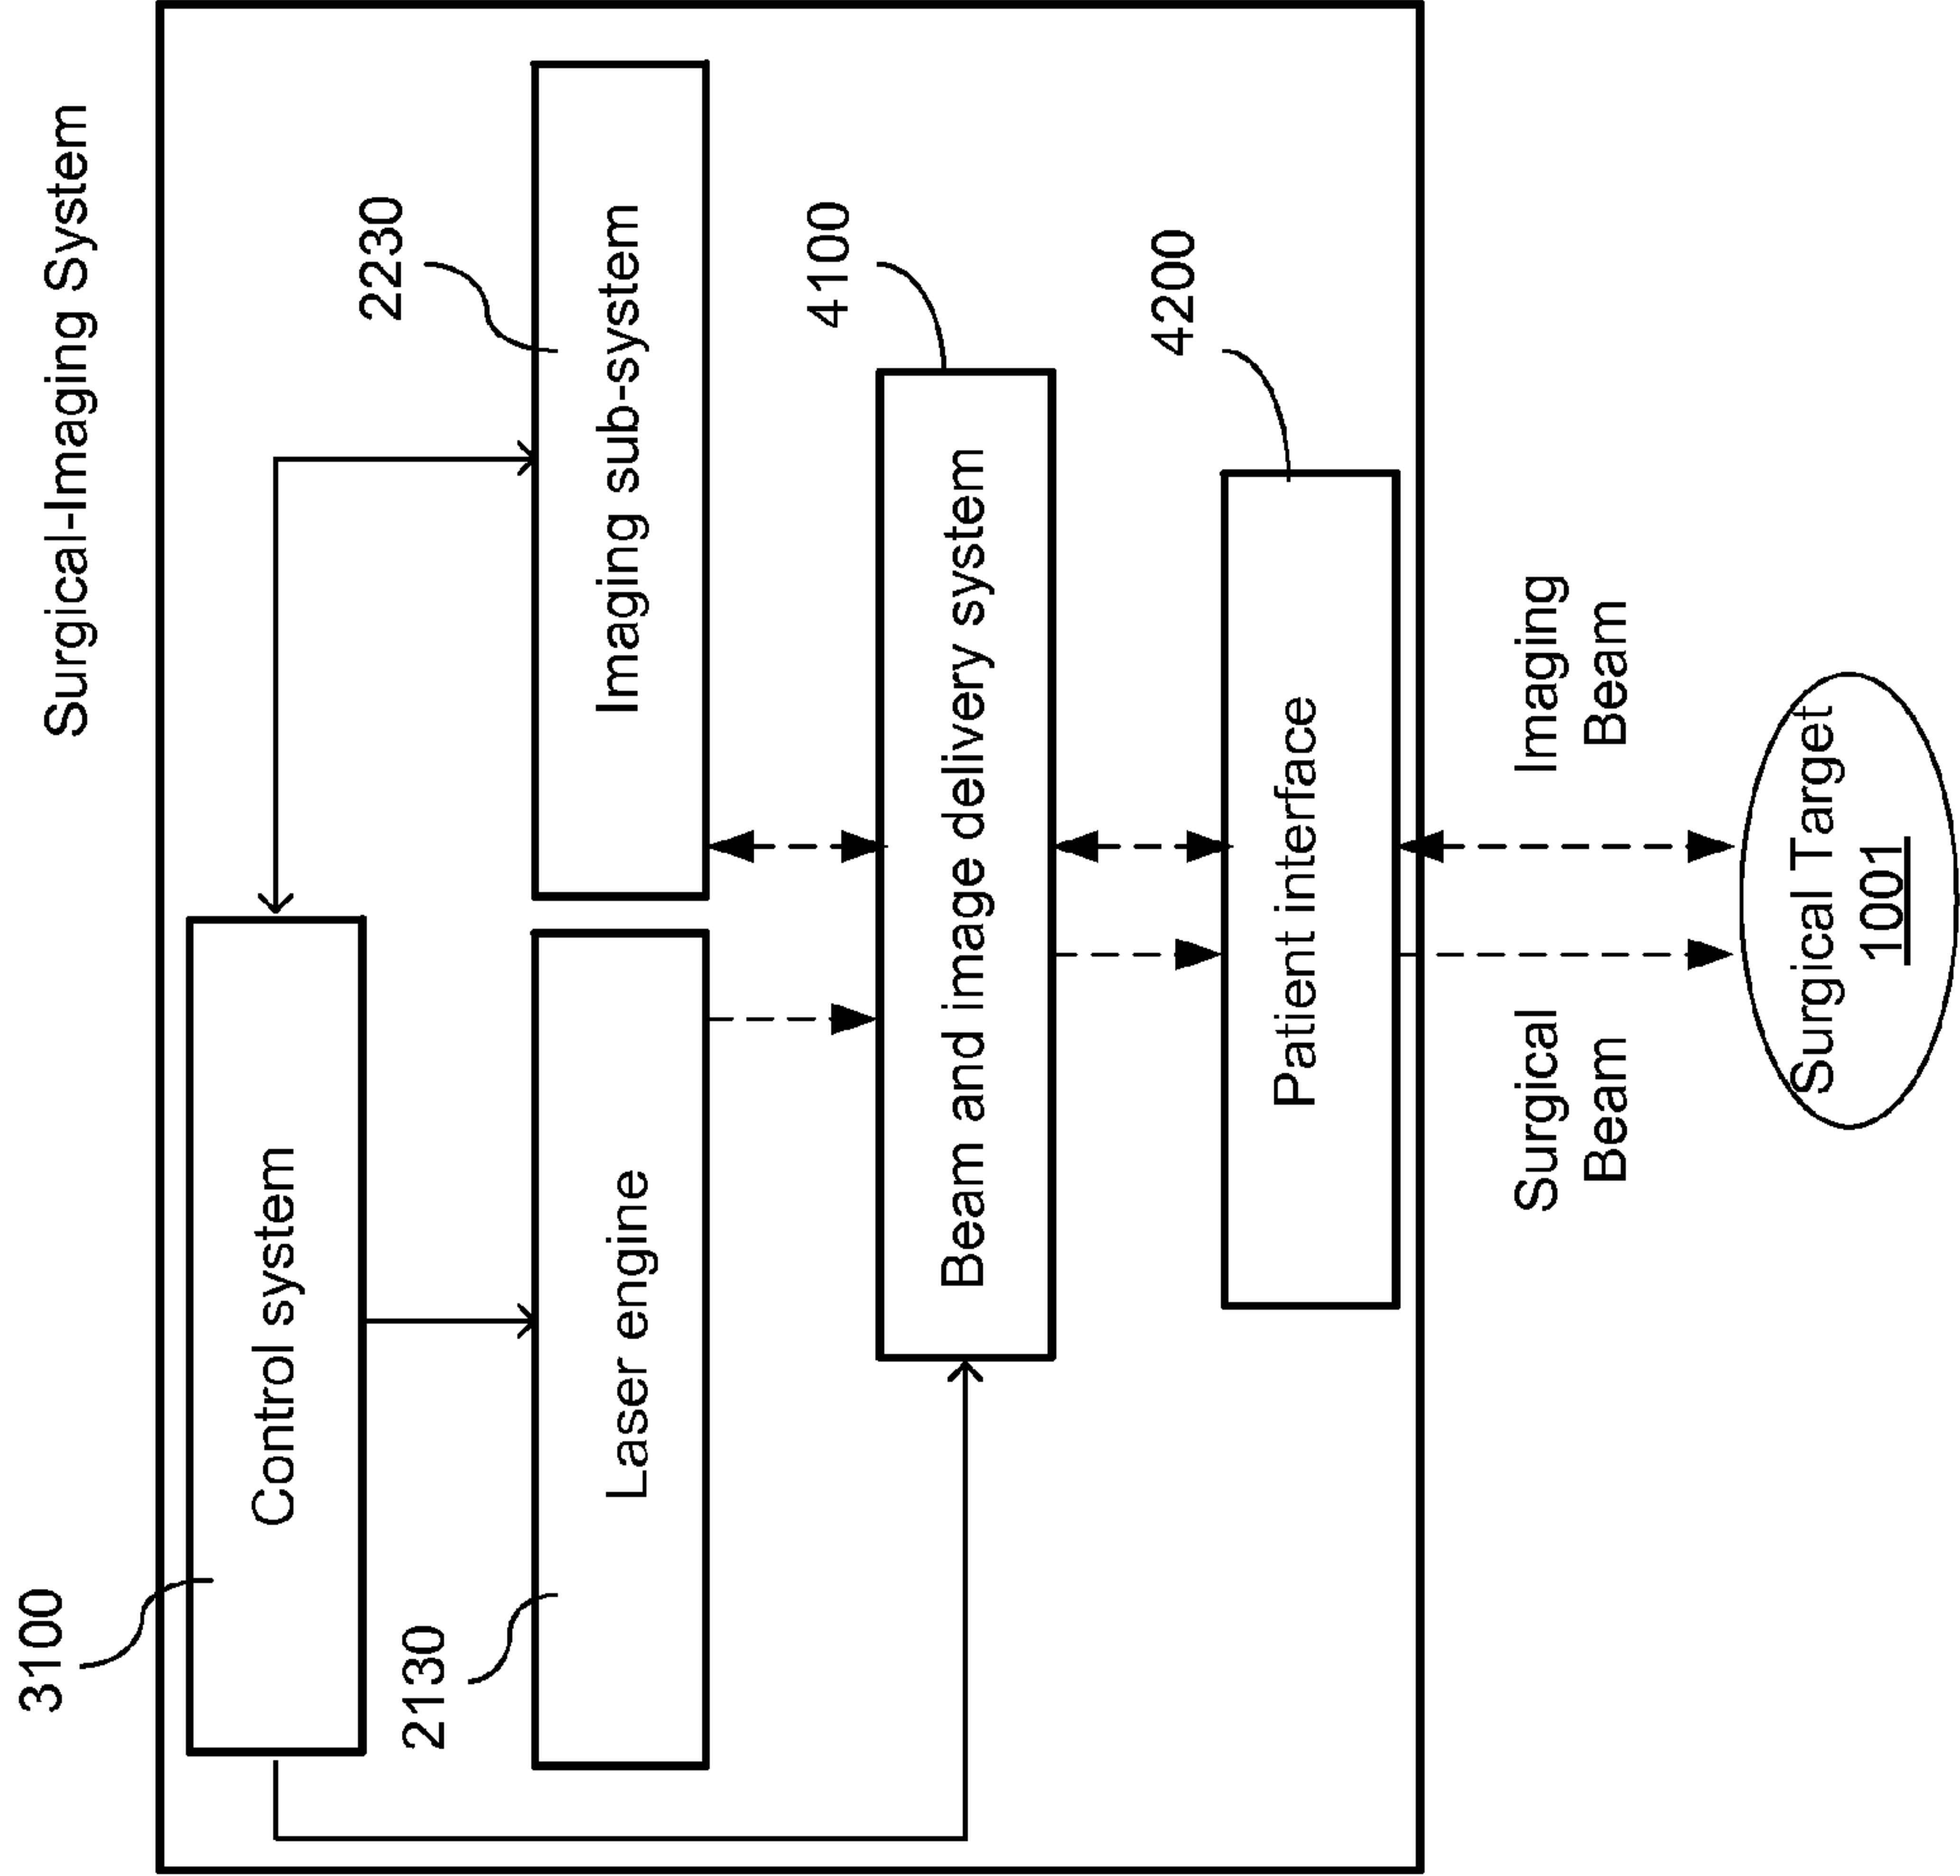 Surgical-Imaging System
3100
Control system
2230
2130
Laser engine
Imaging sub-system
4100
Beam and image delivery system
4200
Patient interface
Surgical
Beam
Imaging
Beam
Surgical Target
1001